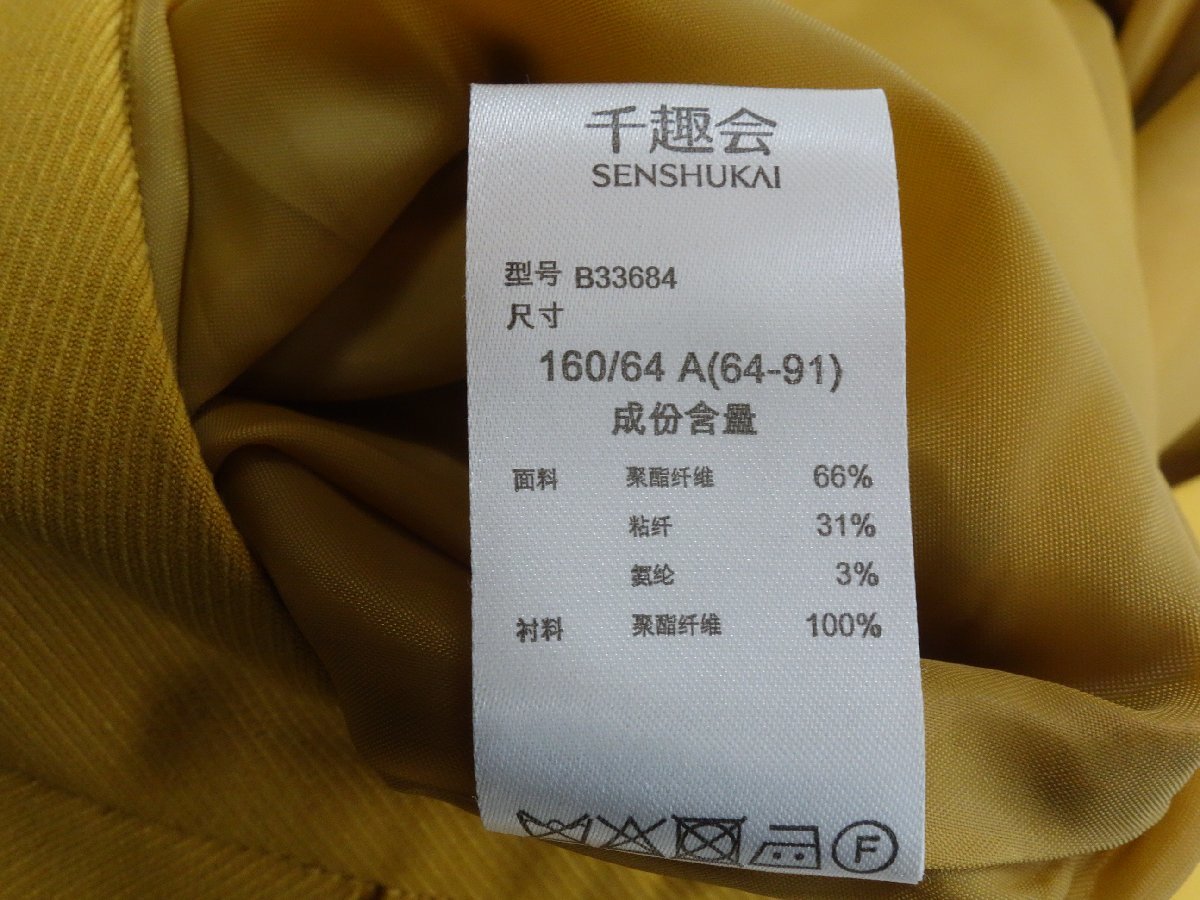 千趣会
SENSHUKAI
型号 B33684
尺寸
160/64 A(64-91)
成份含量
面料 聚酯纤维 66%
粘纤 31%
氨纶 3%
衬料 聚酯纤维 100%
F